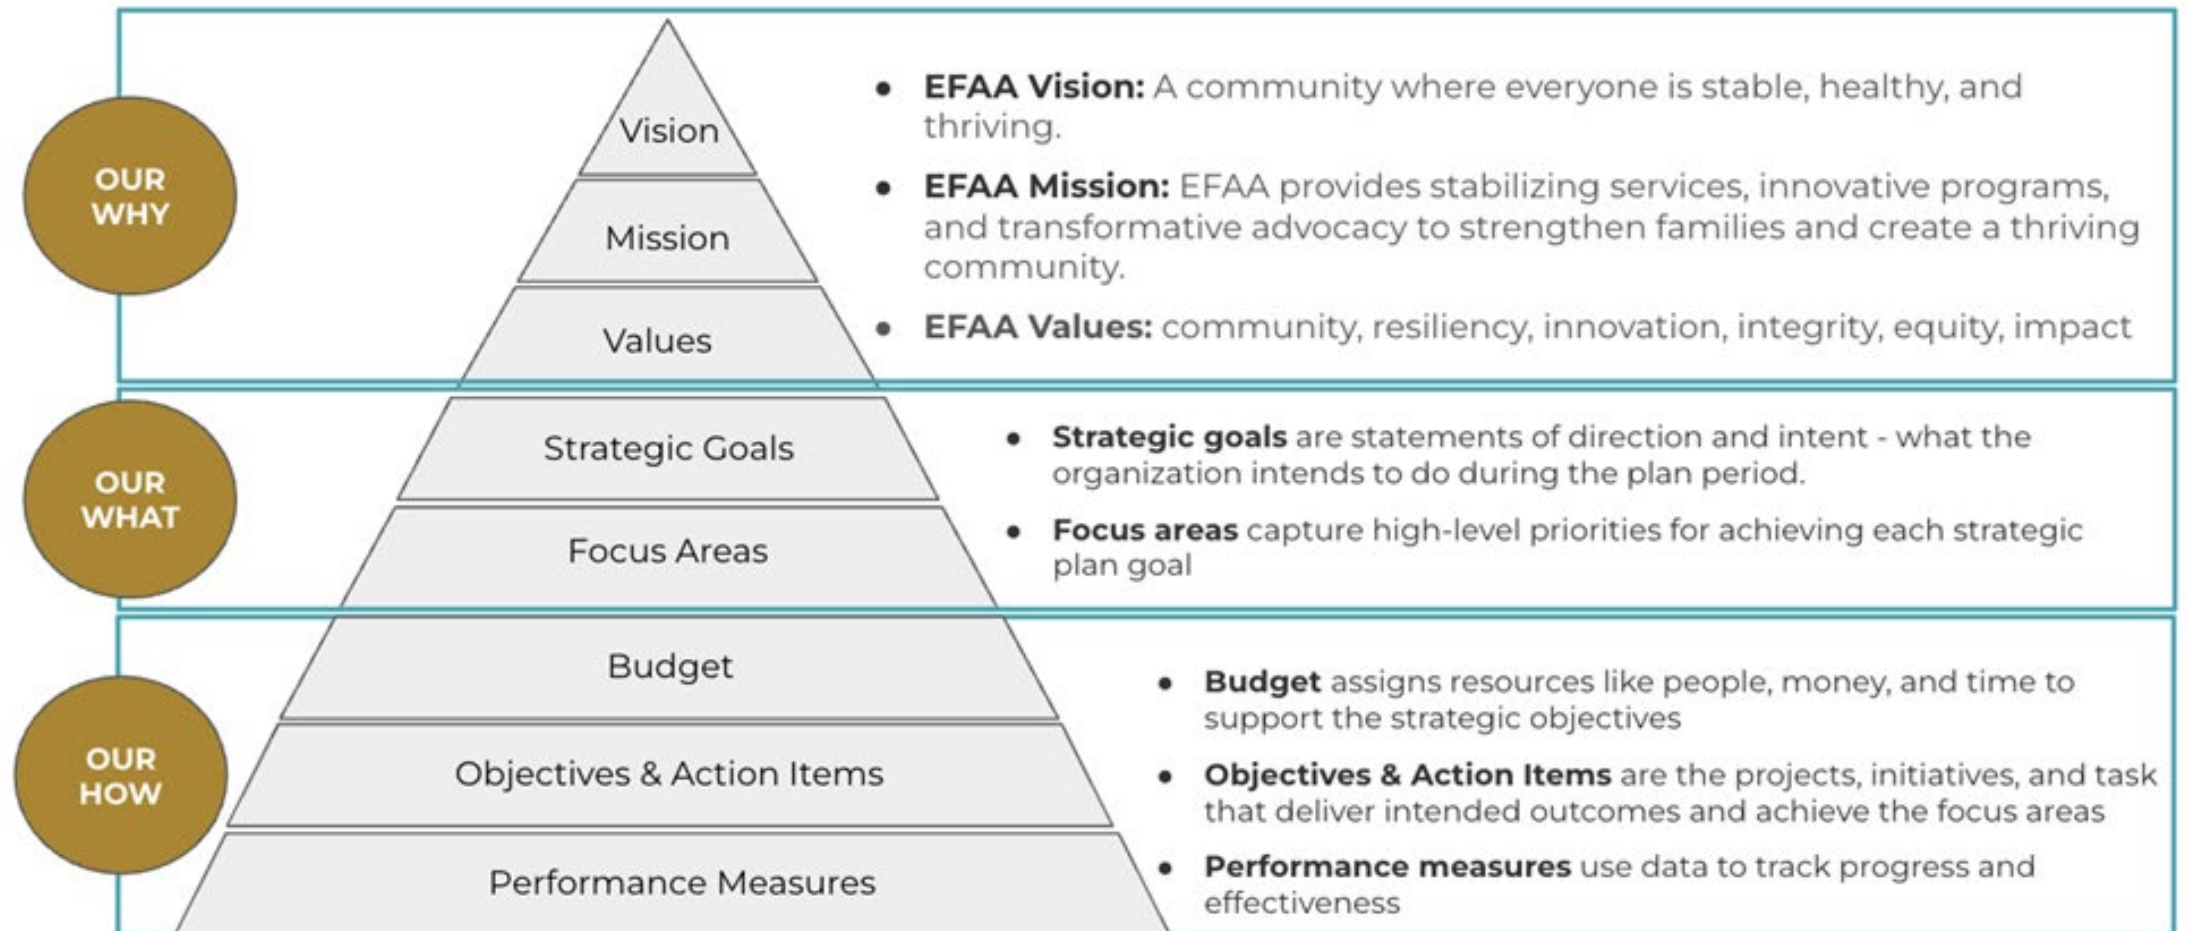 OUR
WHY
Vision
Mission
Values
● EFAA Vision: A community where everyone is stable, healthy, and
thriving.
● EFAA Mission: EFAA provides stabilizing services, innovative programs,
and transformative advocacy to strengthen families and create a thriving
community.
● EFAA Values: community, resiliency, innovation, integrity, equity, impact
OUR
WHAT
Strategic Goals
Focus Areas
● Strategic goals are statements of direction and intent - what the
organization intends to do during the plan period.
● Focus areas capture high-level priorities for achieving each strategic
plan goal
OUR
HOW
Budget
Objectives & Action Items
Performance Measures
● Budget assigns resources like people, money, and time to
support the strategic objectives
● Objectives & Action Items are the projects, initiatives, and task
that deliver intended outcomes and achieve the focus areas
● Performance measures use data to track progress and
effectiveness